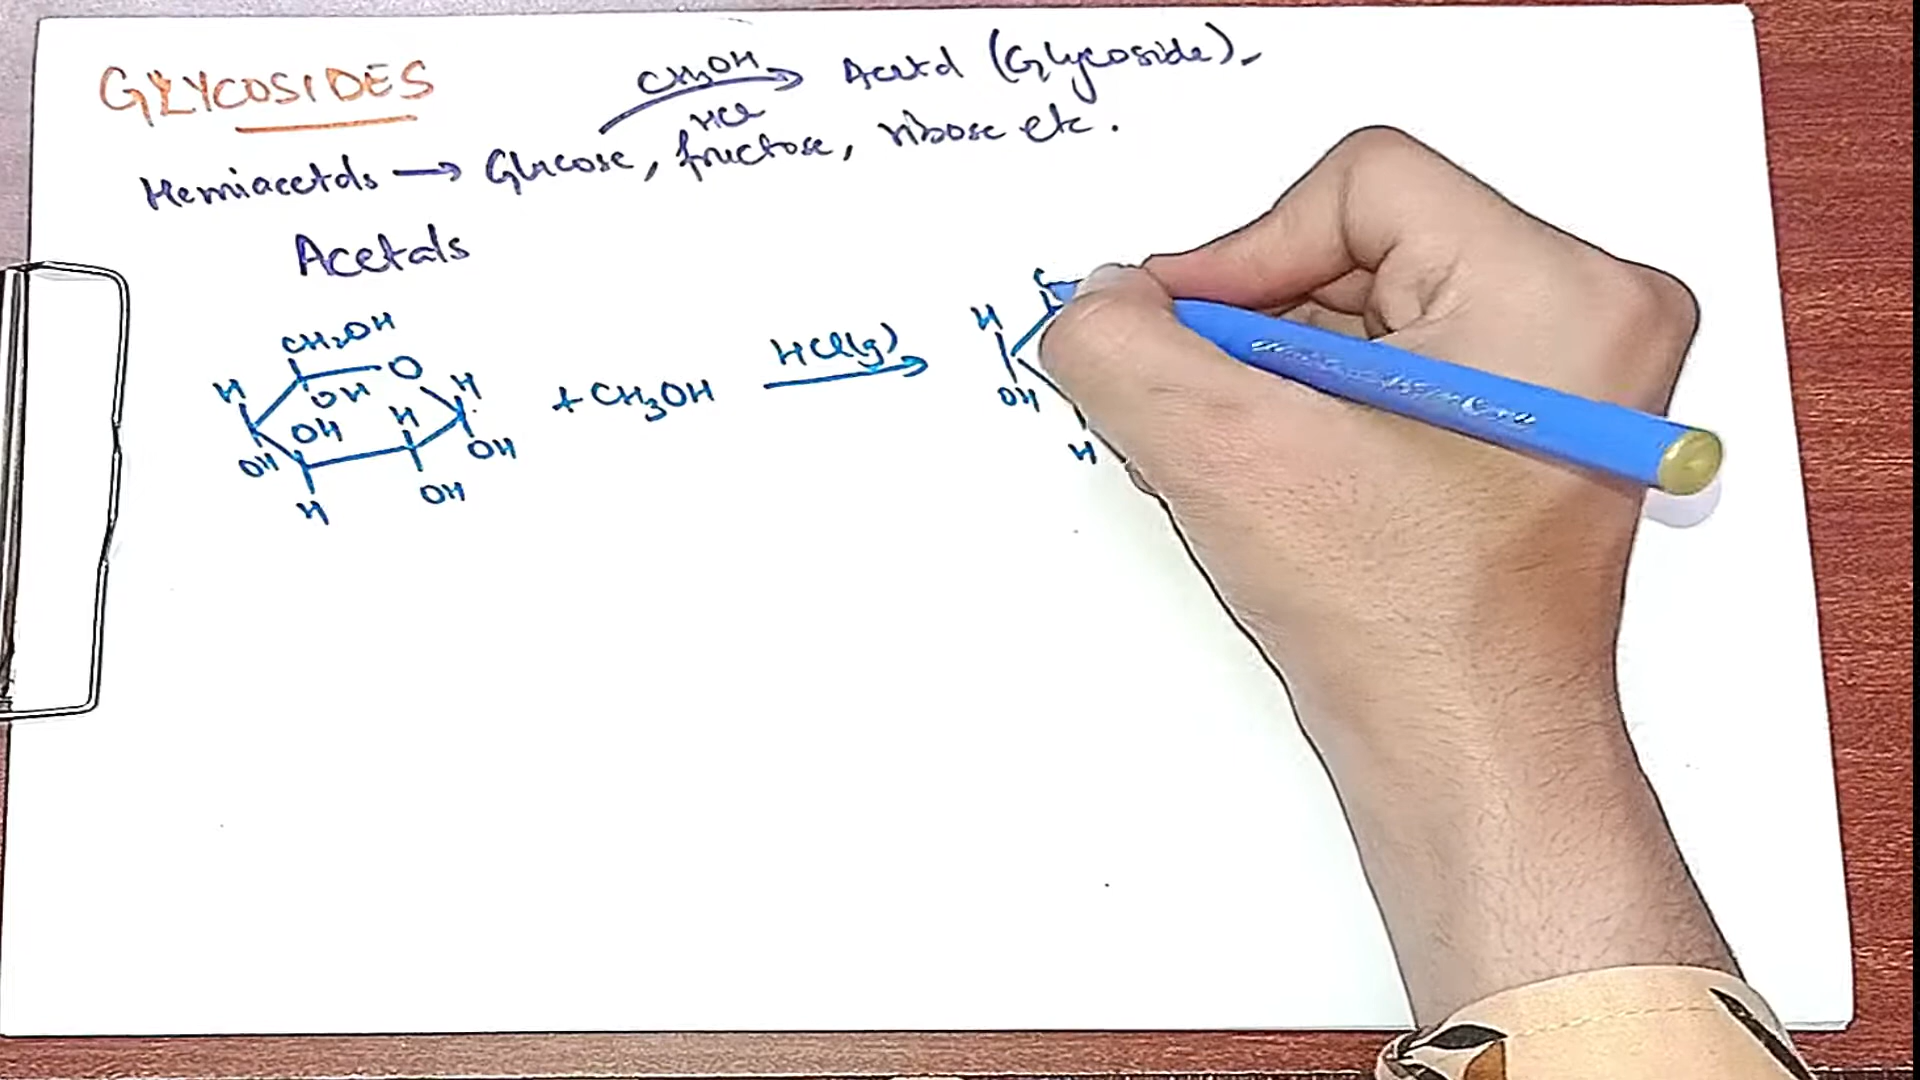 GLYCOSIDES
CH3OH
HCl
Acetal (Glycoside).
Hemiacetals → Glucose, fructose, ribose etc.
Acetals
CH2OH
H O H
OH
OH H
OH OH
H OH
+ CH3OH
HCl(g)
H
OH
H